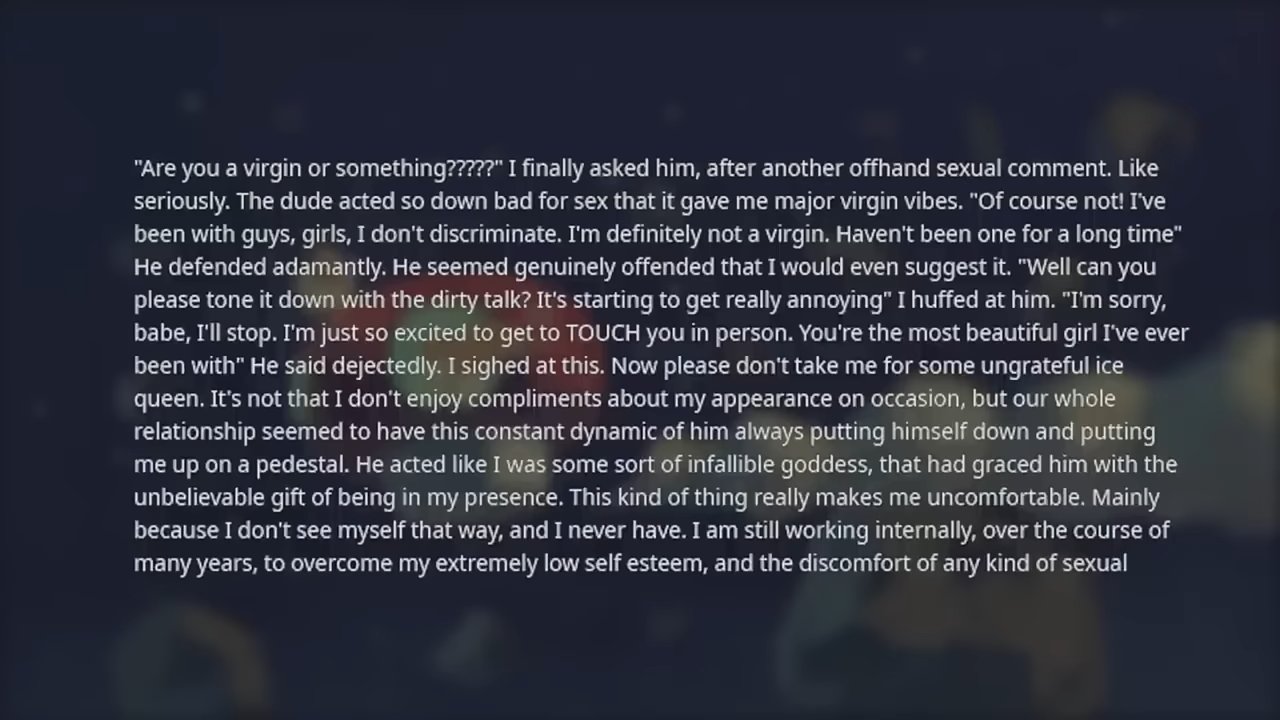 "Are you a virgin or something?????" I finally asked him, after another offhand sexual comment. Like
seriously. The dude acted so down bad for sex that it gave me major virgin vibes. "Of course not! I've
been with guys, girls, I don't discriminate. I'm definitely not a virgin. Haven't been one for a long time"
He defended adamantly. He seemed genuinely offended that I would even suggest it. "Well can you
please tone it down with the dirty talk? It's starting to get really annoying" I huffed at him. "I'm sorry,
babe, I'll stop. I'm just so excited to get to TOUCH you in person. You're the most beautiful girl I've ever
been with" He said dejectedly. I sighed at this. Now please don't take me for some ungrateful ice
queen. It's not that I don't enjoy compliments about my appearance on occasion, but our whole
relationship seemed to have this constant dynamic of him always putting himself down and putting
me up on a pedestal. He acted like I was some sort of infallible goddess, that had graced him with the
unbelievable gift of being in my presence. This kind of thing really makes me uncomfortable. Mainly
because I don't see myself that way, and I never have. I am still working internally, over the course of
many years, to overcome my extremely low self esteem, and the discomfort of any kind of sexual